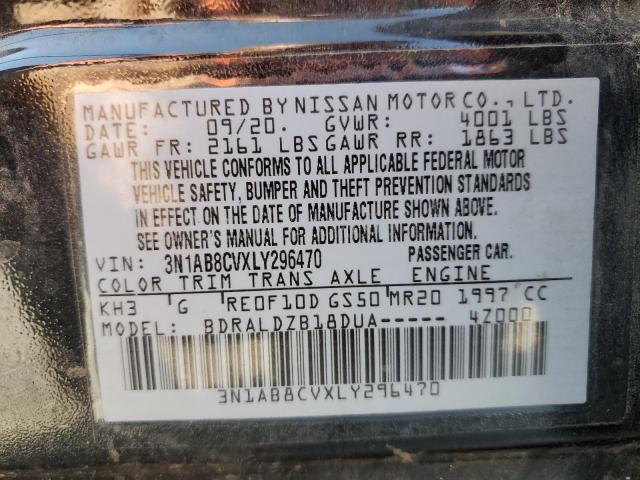 MANUFACTURED BY NISSAN MOTOR CO., LTD.
DATE: 09/20. GVWR: 4001 LBS
GAWR FR: 2161 LBS GAWR RR: 1863 LBS
THIS VEHICLE CONFORMS TO ALL APPLICABLE FEDERAL MOTOR
VEHICLE SAFETY, BUMPER AND THEFT PREVENTION STANDARDS
IN EFFECT ON THE DATE OF MANUFACTURE SHOWN ABOVE.
SEE OWNER'S MANUAL FOR ADDITIONAL INFORMATION.
VIN: 3N1AB8CVXLY296470 PASSENGER CAR.
COLOR TRIM TRANS AXLE ENGINE
KH3 G RE0F10D GS50 MR20 1997 CC
MODEL: BDRALDZB18DUA----- 4Z000
3N1AB8CVXLY296470